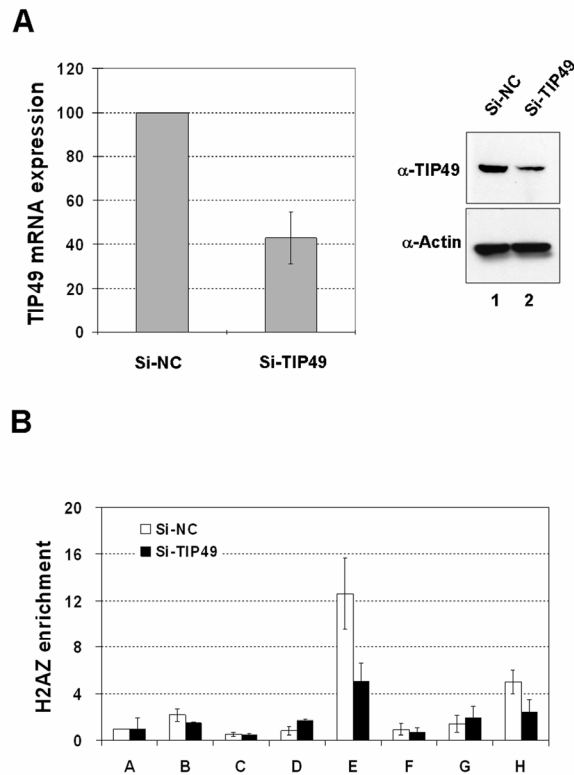 A
TIP49 mRNA expression
120
100
80
60
40
20
0
Si-NC
Si-TIP49
Si-NC
Si-TIP49
α-TIP49
α-Actin
1 2
B
H2AZ enrichment
20
16
12
8
4
0
Si-NC
Si-TIP49
A B C D E F G H